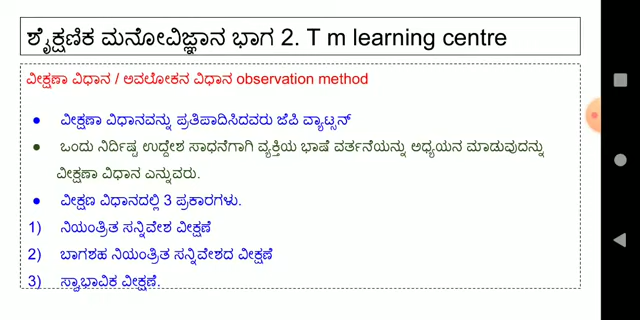 ಶೈಕ್ಷಣಿಕ ಮನೋವಿಜ್ಞಾನ ಭಾಗ 2. T m learning centre
ವೀಕ್ಷಣಾ ವಿಧಾನ / ಅವಲೋಕನ ವಿಧಾನ observation method
● ವೀಕ್ಷಣಾ ವಿಧಾನವನ್ನು ಪ್ರತಿಪಾದಿಸಿದವರು ಜೆಪಿ ವ್ಯಾಟ್ಸನ್
● ಒಂದು ನಿರ್ದಿಷ್ಟ ಉದ್ದೇಶ ಸಾಧನೆಗಾಗಿ ವ್ಯಕ್ತಿಯ ಭಾಷೆ ವರ್ತನೆಯನ್ನು ಅಧ್ಯಯನ ಮಾಡುವುದನ್ನು
ವೀಕ್ಷಣಾ ವಿಧಾನ ಎನ್ನುವರು.
● ವೀಕ್ಷಣ ವಿಧಾನದಲ್ಲಿ 3 ಪ್ರಕಾರಗಳು.
1) ನಿಯಂತ್ರಿತ ಸನ್ನಿವೇಶ ವೀಕ್ಷಣೆ
2) ಬಾಗಶಹ ನಿಯಂತ್ರಿತ ಸನ್ನಿವೇಶದ ವೀಕ್ಷಣೆ
3) ಸ್ವಾಭಾವಿಕ ವೀಕ್ಷಣೆ.